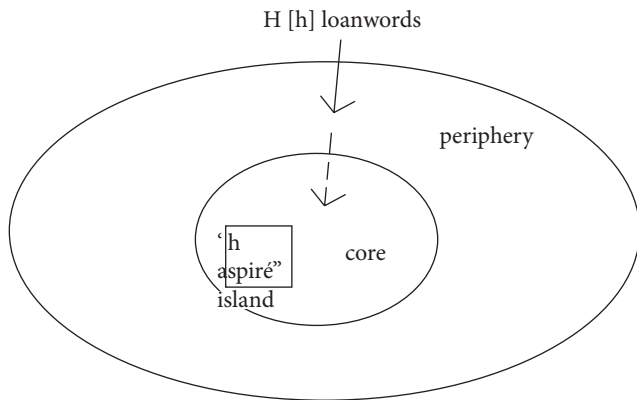 H [h] loanwords
periphery
‘h
aspiré”
island
core